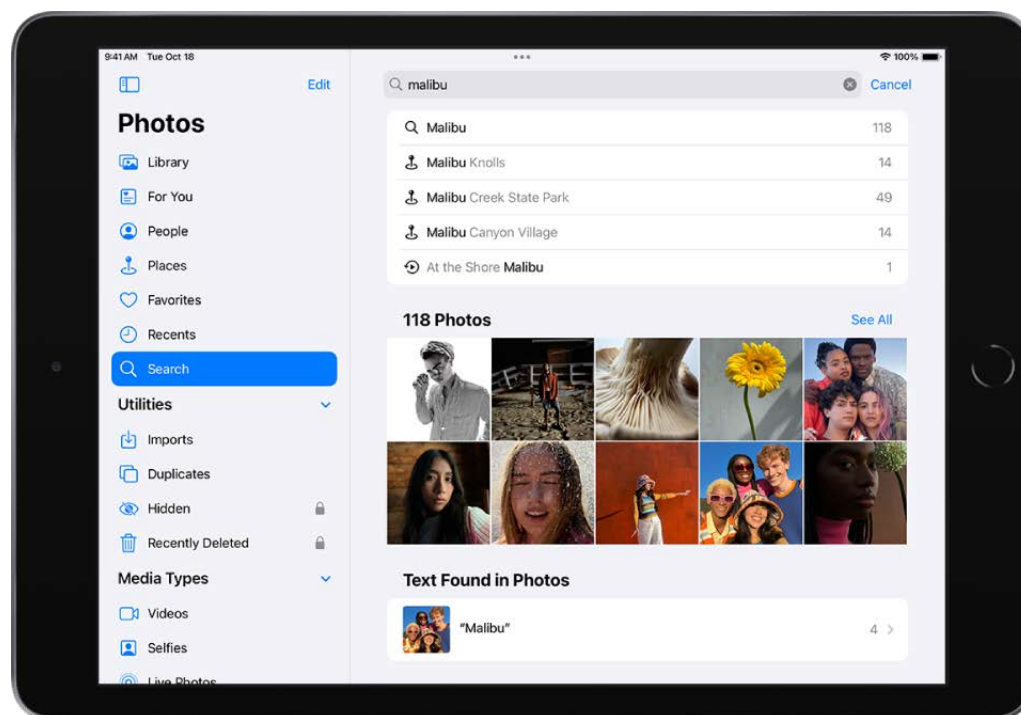 9:41 AM Tue Oct 18
100%
Edit
Photos
Library
For You
People
Places
Favorites
Recents
Search
Utilities
Imports
Duplicates
Hidden
Recently Deleted
Media Types
Videos
Selfies
Live Photos
malibu
Cancel
Malibu 118
Malibu Knolls 14
Malibu Creek State Park 49
Malibu Canyon Village 14
At the Shore Malibu 1
118 Photos See All
Text Found in Photos
"Malibu" 4